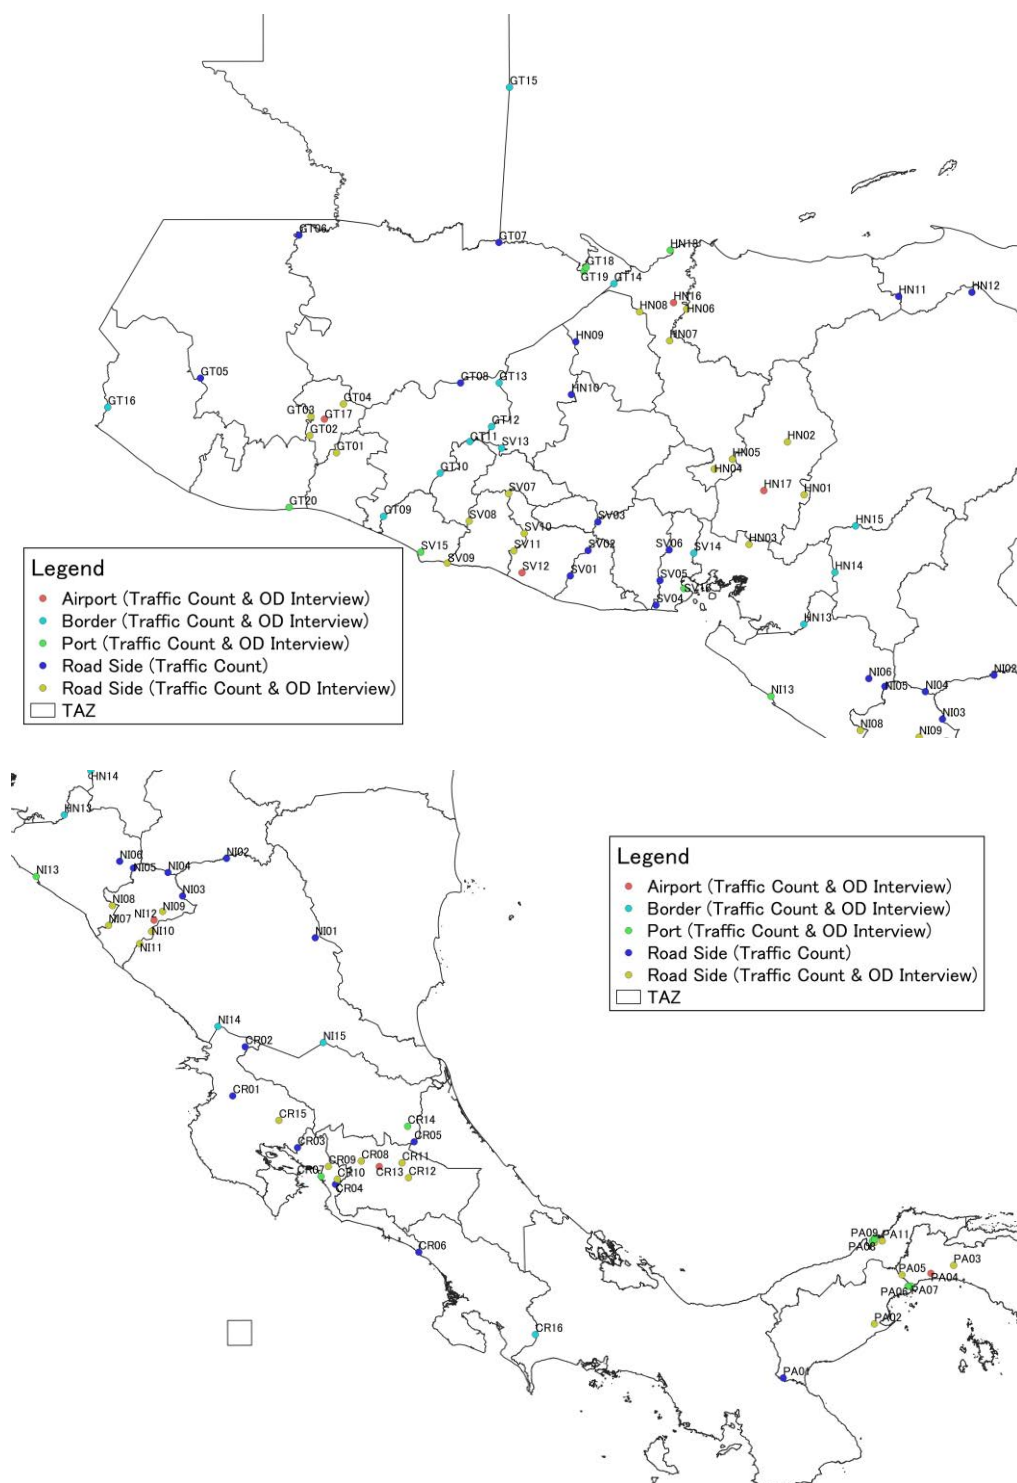 GT15
GT06
GT07
HN18
GT18
GT19
GT14
HN16
HN11
HN12
HN08
HN06
HN09
HN07
GT05
GT08
GT13
HN10
GT16
GT03
GT04
GT17
GT02
GT12
GT01
GT11
SV13
HN02
HN05
HN04
GT10
HN17
HN01
SV07
GT20
GT09
SV08
SV03
HN15
SV10
HN03
SV15
SV11
SV02
SV06
SV14
SV09
SV12
SV01
SV05
HN14
SV16
SV04
HN13
Legend
Airport (Traffic Count & OD Interview)
Border (Traffic Count & OD Interview)
Port (Traffic Count & OD Interview)
Road Side (Traffic Count)
Road Side (Traffic Count & OD Interview)
TAZ
NI06
NI02
NI05
NI04
NI13
NI03
NI08
NI09
HN14
HN13
NI06
NI02
NI05
NI04
NI13
NI03
NI08
NI09
NI12
NI07
NI10
NI11
NI01
Legend
Airport (Traffic Count & OD Interview)
Border (Traffic Count & OD Interview)
Port (Traffic Count & OD Interview)
Road Side (Traffic Count)
Road Side (Traffic Count & OD Interview)
TAZ
NI14
NI15
CR02
CR01
CR15
CR14
CR05
CR03
CR09
CR08
CR11
CR07
CR10
CR13
CR12
CR04
CR06
CR16
PA09
PA11
PA08
PA03
PA05
PA04
PA06
PA07
PA02
PA01